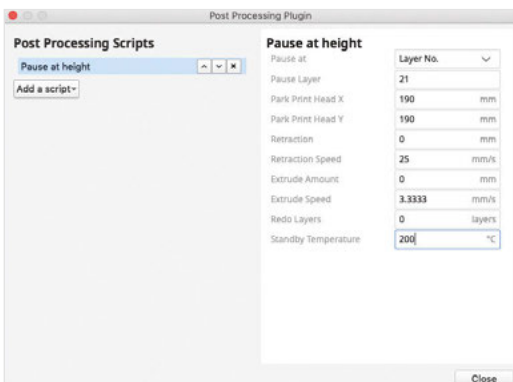 Post Processing Plugin
Post Processing Scripts
Pause at height
Add a script
Pause at height
Pause at Layer No.
Pause Layer 21
Park Print Head X 190 mm
Park Print Head Y 190 mm
Retraction 0 mm
Retraction Speed 25 mm/s
Extrude Amount 0 mm
Extrude Speed 3.3333 mm/s
Redo Layers 0 layers
Standby Temperature 200 °C
Close